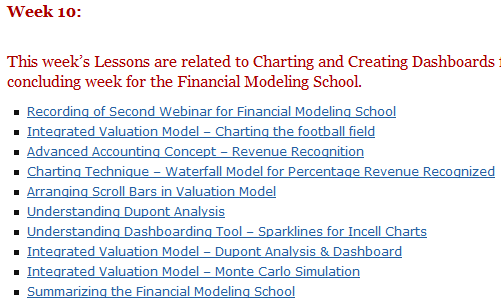 Week 10:
This week's Lessons are related to Charting and Creating Dashboards
concluding week for the Financial Modeling School.
Recording of Second Webinar for Financial Modeling School
Integrated Valuation Model – Charting the football field
Advanced Accounting Concept – Revenue Recognition
Charting Technique – Waterfall Model for Percentage Revenue Recognized
Arranging Scroll Bars in Valuation Model
Understanding Dupont Analysis
Understanding Dashboarding Tool – Sparklines for Incell Charts
Integrated Valuation Model – Dupont Analysis & Dashboard
Integrated Valuation Model – Monte Carlo Simulation
Summarizing the Financial Modeling School